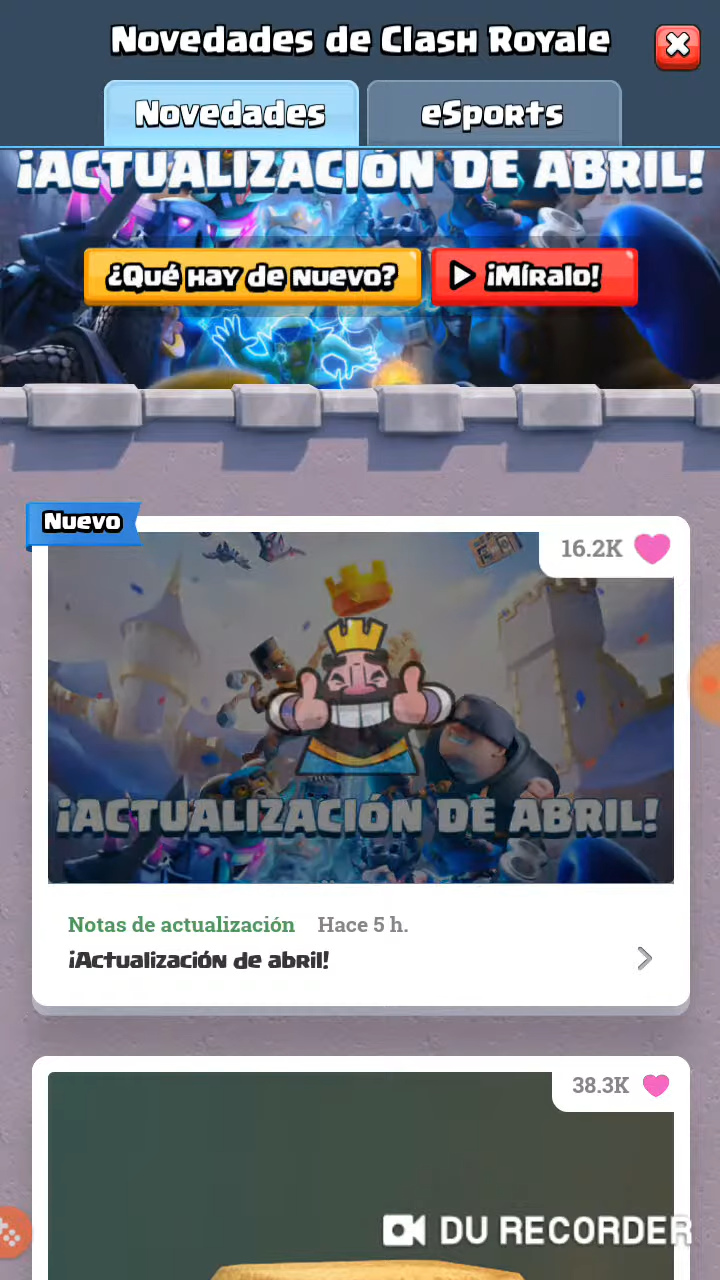 Novedades de Clash Royale
Novedades
eSports
¡ACTUALIZACIÓN DE ABRIL!
¿Qué hay de nuevo?
¡Míralo!
Nuevo
16.2K
¡ACTUALIZACIÓN DE ABRIL!
Notas de actualización Hace 5 h.
¡Actualización de abril!
38.3K
DU RECORDER